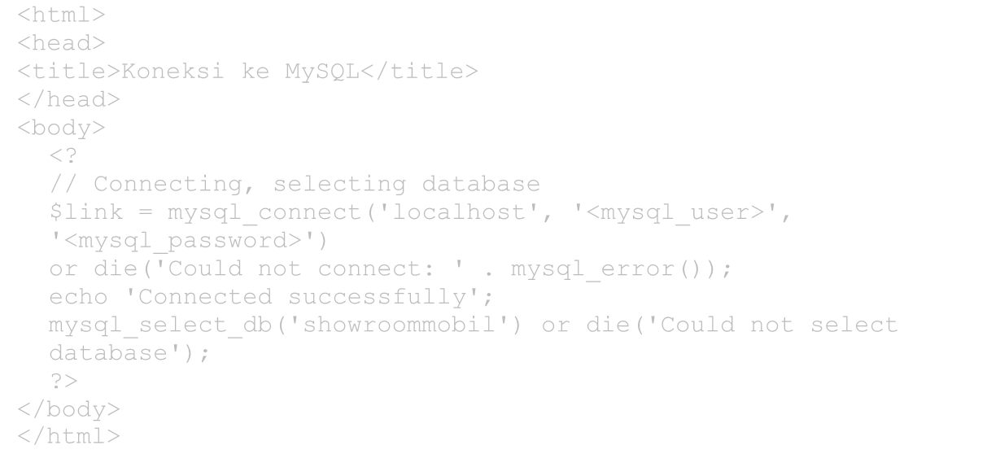 <html>
<head>
<title>Koneksi ke MySQL</title>
</head>
<body>
<?
// Connecting, selecting database
$link = mysql_connect('localhost', '<mysql_user>',
'<mysql_password>')
or die('Could not connect: ' . mysql_error());
echo 'Connected successfully';
mysql_select_db('showroommobil') or die('Could not select
database');
?>
</body>
</html>